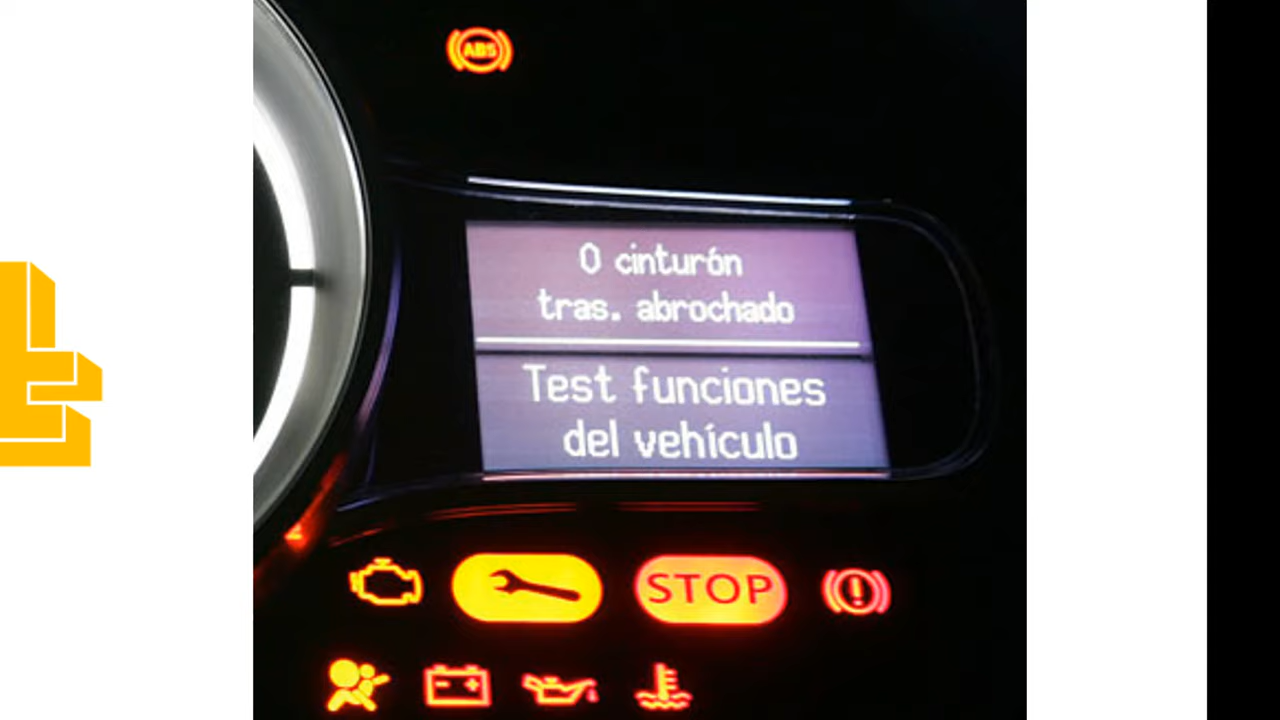 ABS
0 cinturón
tras. abrochado
Test funciones
del vehículo
STOP